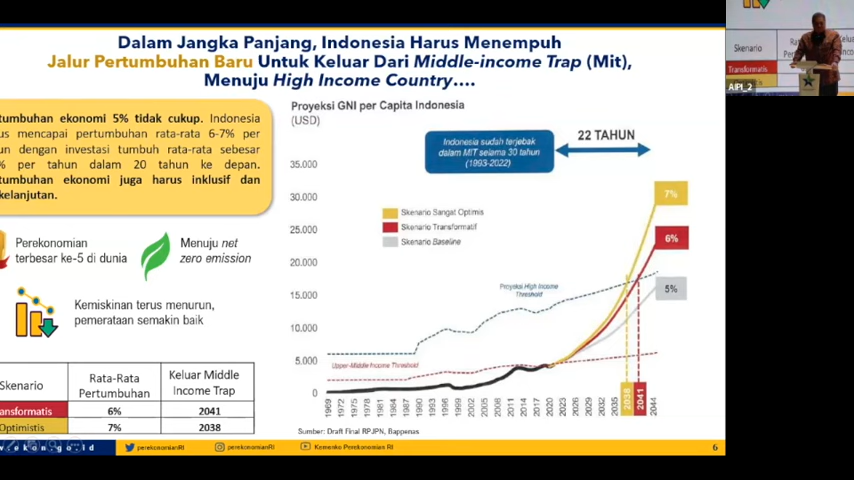 Dalam Jangka Panjang, Indonesia Harus Menempuh
Jalur Pertumbuhan Baru Untuk Keluar Dari Middle-income Trap (Mit),
Menuju High Income Country....
tumbuhan ekonomi 5% tidak cukup. Indonesia
us mencapai pertumbuhan rata-rata 6-7% per
un dengan investasi tumbuh rata-rata sebesar
% per tahun dalam 20 tahun ke depan.
tumbuhan ekonomi juga harus inklusif dan
kelanjutan.
Perekonomian
terbesar ke-5 di dunia
Menuju net
zero emission
Kemiskinan terus menurun,
pemerataan semakin baik
Skenario
Rata-Rata
Pertumbuhan
Keluar Middle
Income Trap
ansformatis 6% 2041
Optimistis 7% 2038
Proyeksi GNI per Capita Indonesia
(USD)
Indonesia sudah terjebak
dalam MIT selama 30 tahun
(1993-2022)
22 TAHUN
35.000
30.000
25.000
20.000
15.000
10.000
5,000
0
Skenario Sangat Optimis
Skenario Transformatif
Skenario Baseline
Proyeksi High Income
Threshold
Upper-Middle Income Threshold
7%
6%
5%
1969 1972 1975 1978 1981 1984 1987 1990 1993 1996 1999 2002 2005 2008 2011 2014 2017 2020 2023 2026 2029 2032 2035 2038 2041 2044
Sumber: Draft Final RPJPN, Bappenas
w.ekon.go.id
perekonomianRI
perekonomianRI
Kemenko Perekonomian RI
6
Skenario
Transformatis
AIPI_2